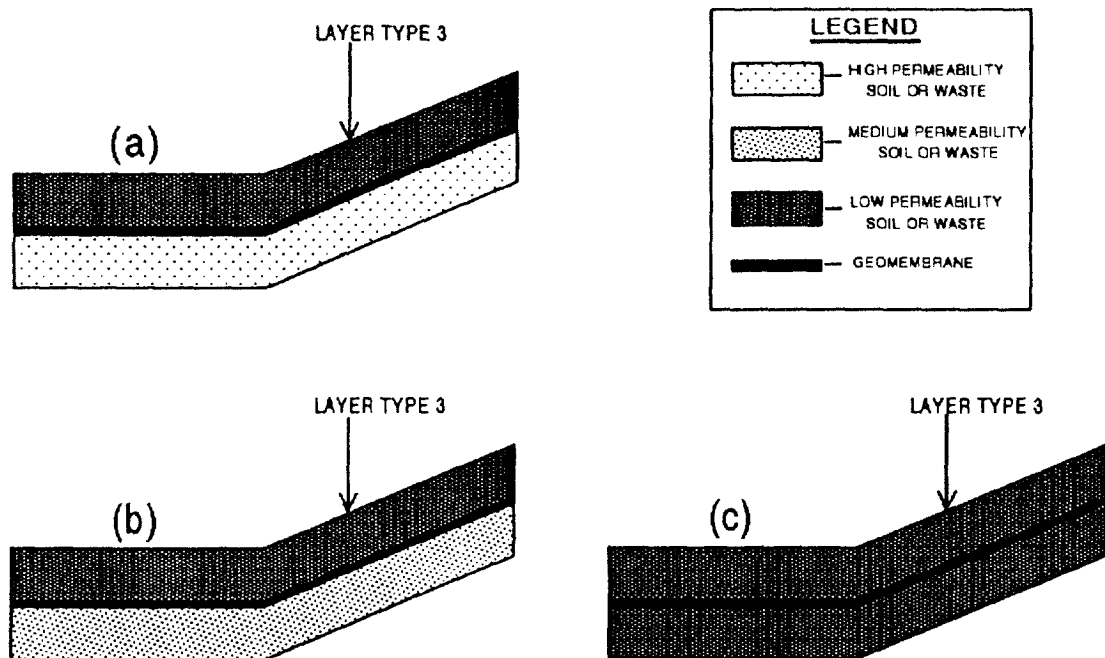 LAYER TYPE 3
(a)
LEGEND
HIGH PERMEABILITY
SOIL OR WASTE
MEDIUM PERMEABILITY
SOIL OR WASTE
LOW PERMEABILITY
SOIL OR WASTE
GEOMEMBRANE
LAYER TYPE 3
(b)
LAYER TYPE 3
(c)